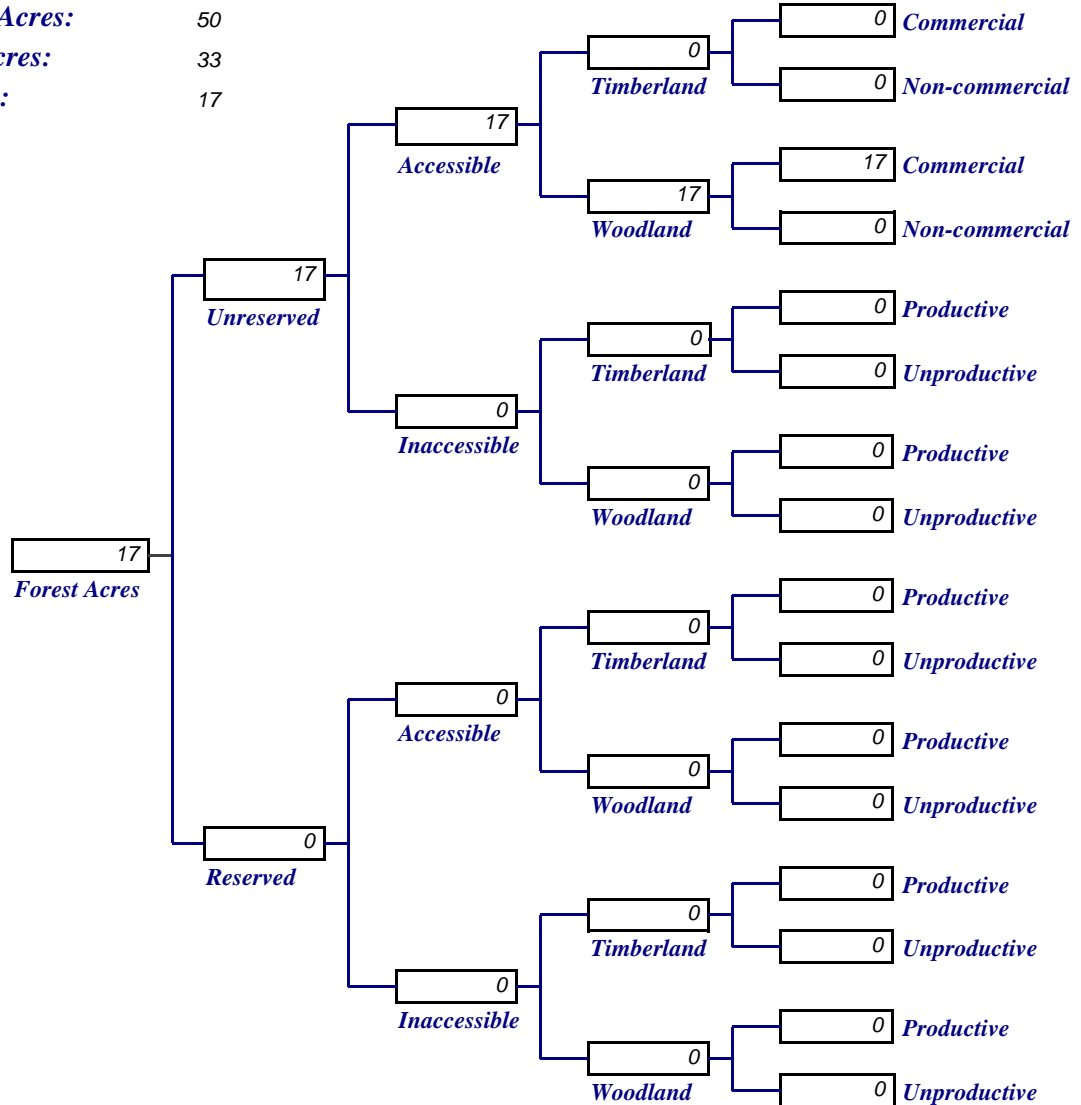 Acres: 50
cres: 33
: 17
0 Commercial
0
Timberland
0 Non-commercial
17
Accessible
17 Commercial
17
Woodland
0 Non-commercial
17
Unreserved
0 Productive
0
Timberland
0 Unproductive
0
Inaccessible
0 Productive
0
Woodland
0 Unproductive
17
Forest Acres
0 Productive
0
Timberland
0 Unproductive
0
Accessible
0 Productive
0
Woodland
0 Unproductive
0
Reserved
0 Productive
0
Timberland
0 Unproductive
0
Inaccessible
0 Productive
0
Woodland
0 Unproductive